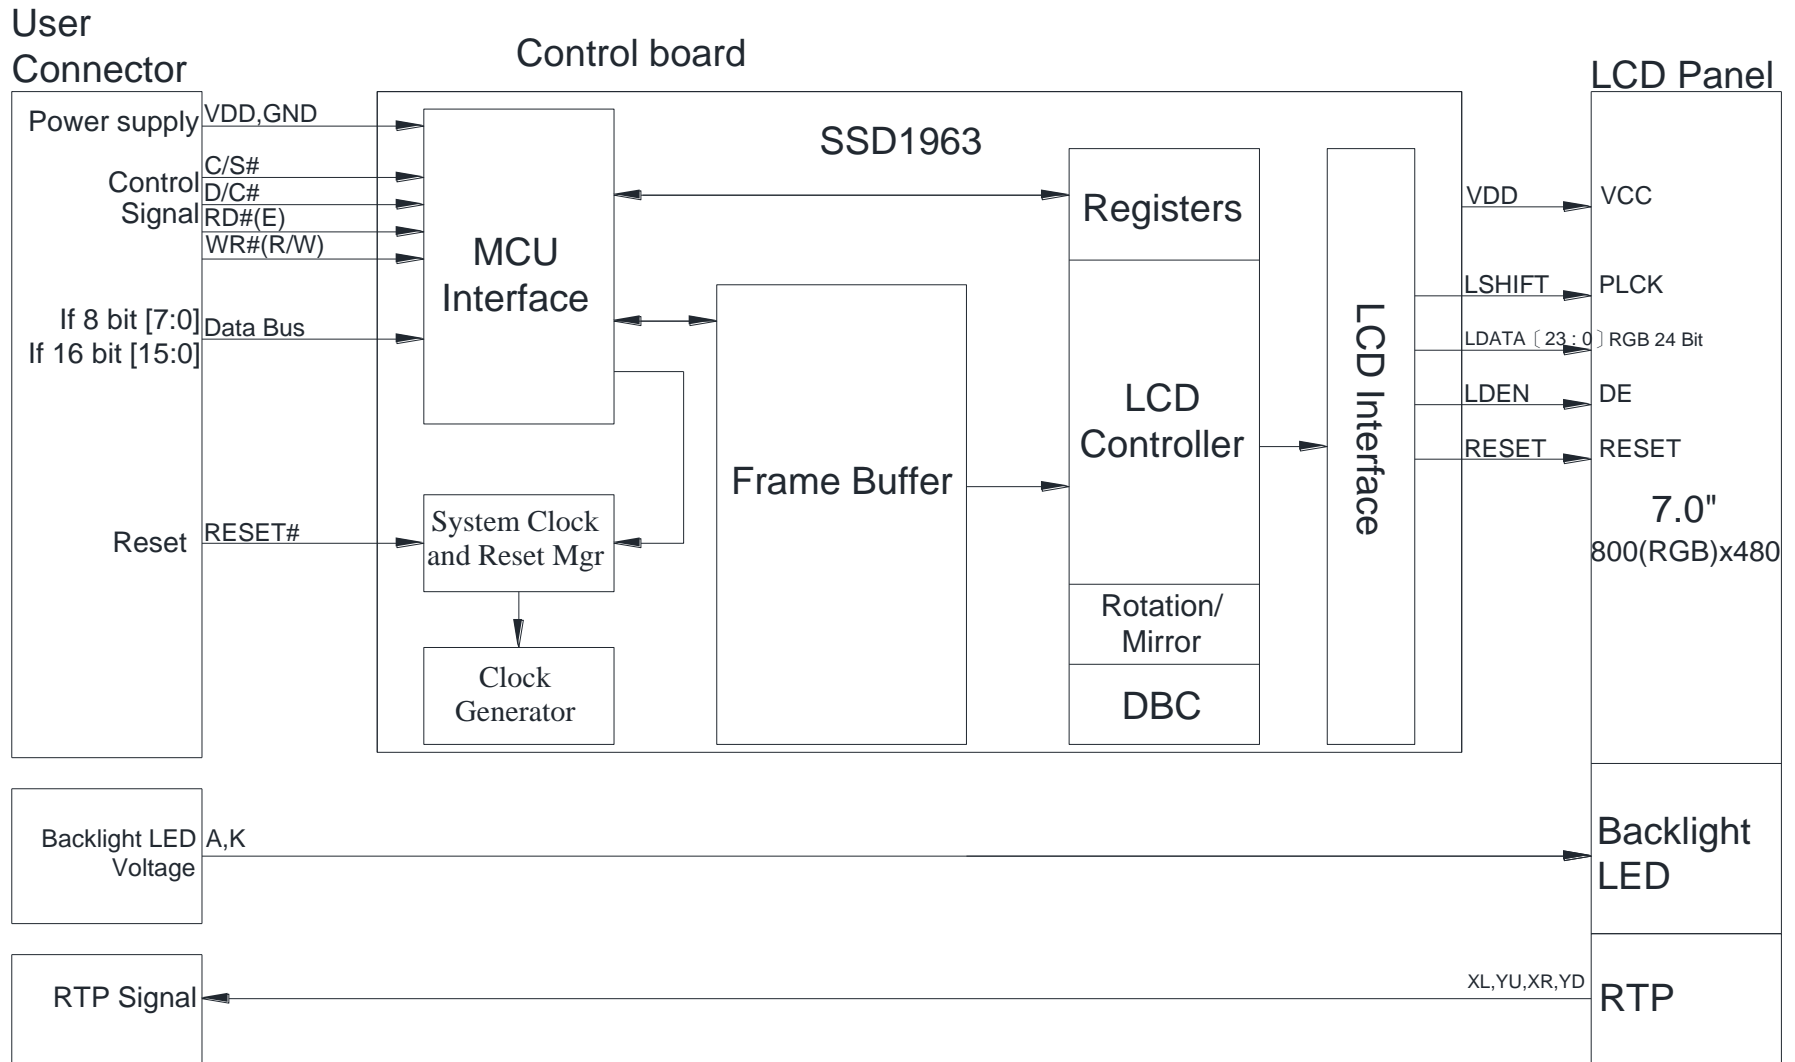 User
Connector
Control board
LCD Panel
Power supply
VDD,GND
C/S#
Control
Signal
D/C#
RD#(E)
WR#(R/W)
If 8 bit [7:0]
If 16 bit [15:0]
Data Bus
Reset
RESET#
SSD1963
MCU
Interface
System Clock
and Reset Mgr
Clock
Generator
Frame Buffer
Registers
LCD
Controller
Rotation/
Mirror
DBC
LCD Interface
VDD
VCC
LSHIFT
PLCK
LDATA〔23:0〕RGB 24 Bit
LDEN
DE
RESET
RESET
7.0"
800(RGB)x480
Backlight LED
Voltage
A,K
Backlight
LED
RTP Signal
XL,YU,XR,YD
RTP